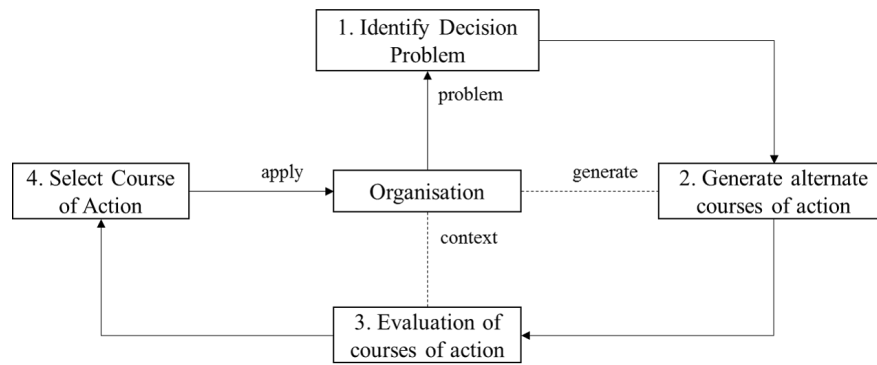 1. Identify Decision
Problem
problem
4. Select Course
of Action
apply
Organisation
generate
2. Generate alternate
courses of action
context
3. Evaluation of
courses of action